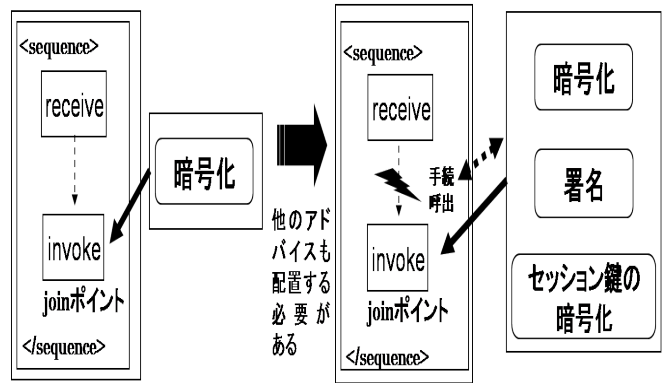 <sequence>
receive
invoke
joinポイント
</sequence>
暗号化
他のアド
バイスも
配置する
必要が
ある
<sequence>
receive
手続
呼出
invoke
joinポイント
</sequence>
暗号化
署名
セッション鍵の
暗号化